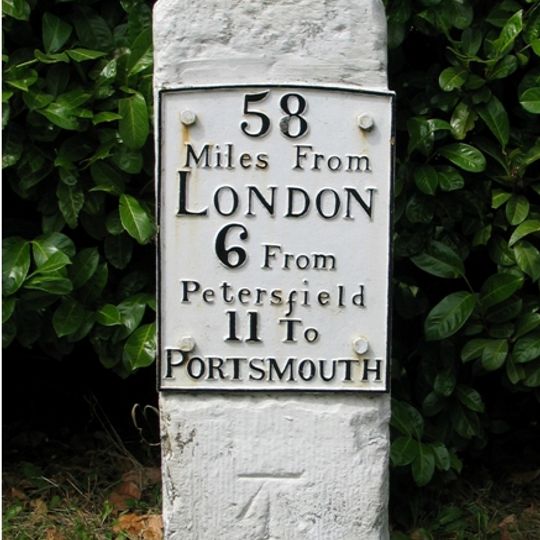 58
Miles From
LONDON
6 From
Petersfield
11 To
PORTSMOUTH